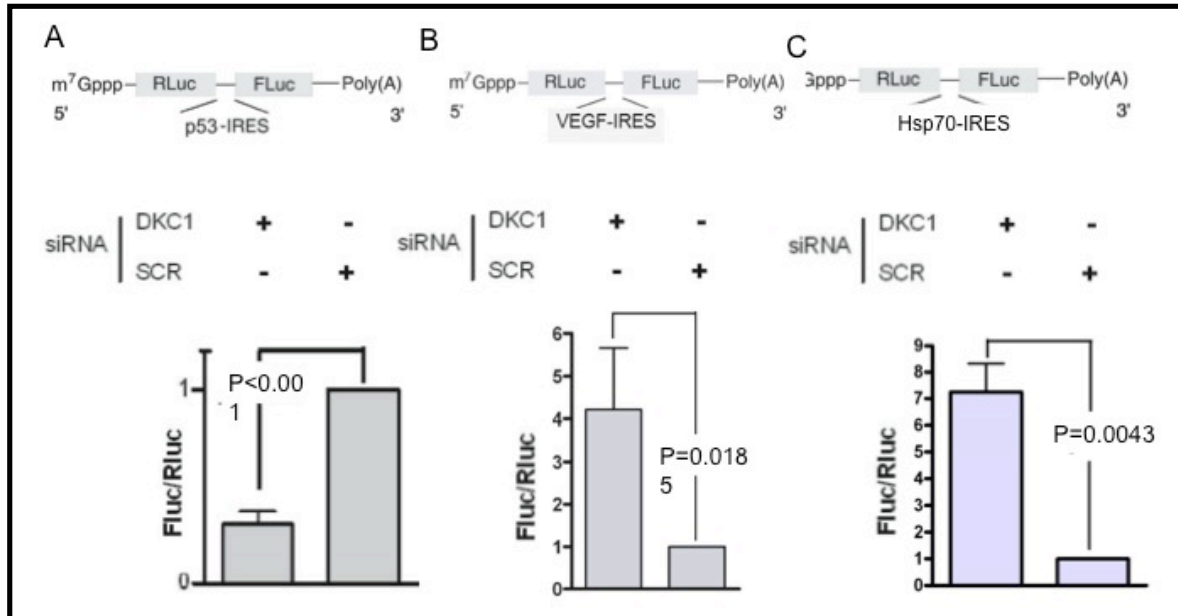 A
m⁷Gppp RLuc FLuc Poly(A)
5' 3'
p53-IRES
siRNA
DKC1 + -
SCR - +
Fluc/Rluc
1
0
P<0.00
1
B
m⁷Gppp RLuc FLuc Poly(A)
5' 3'
VEGF-IRES
siRNA
DKC1 + -
SCR - +
Fluc/Rluc
6
5
4
3
2
1
0
P=0.018
5
C
Gppp RLuc FLuc Poly(A)
5' 3'
Hsp70-IRES
siRNA
DKC1 + -
SCR - +
Fluc/Rluc
9
8
7
6
5
4
3
2
1
0
P=0.0043